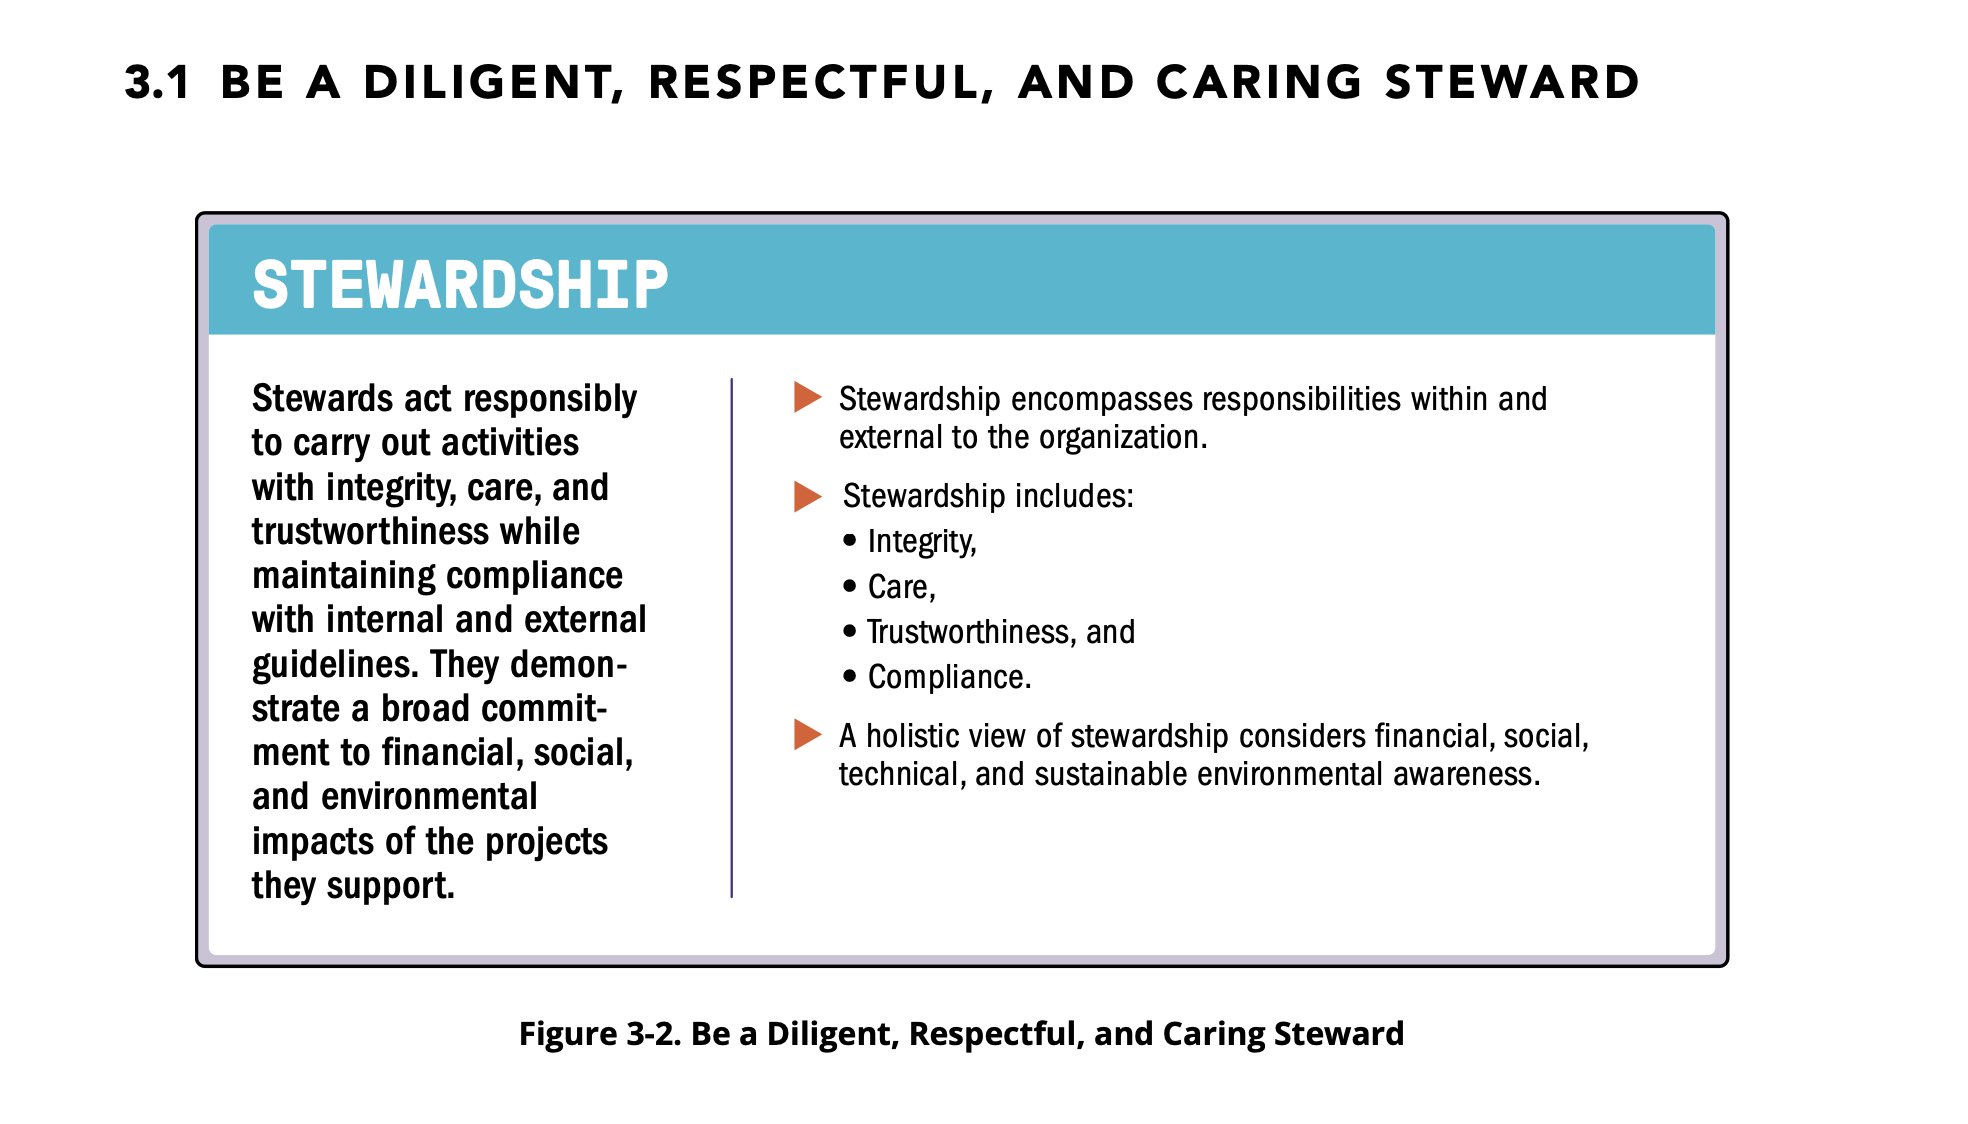 3.1 BE A DILIGENT, RESPECTFUL, AND CARING STEWARD
STEWARDSHIP
Stewards act responsibly
to carry out activities
with integrity, care, and
trustworthiness while
maintaining compliance
with internal and external
guidelines. They demon-
strate a broad commit-
ment to financial, social,
and environmental
impacts of the projects
they support.
▶ Stewardship encompasses responsibilities within and
external to the organization.
▶ Stewardship includes:
• Integrity,
• Care,
• Trustworthiness, and
• Compliance.
▶ A holistic view of stewardship considers financial, social,
technical, and sustainable environmental awareness.
Figure 3-2. Be a Diligent, Respectful, and Caring Steward